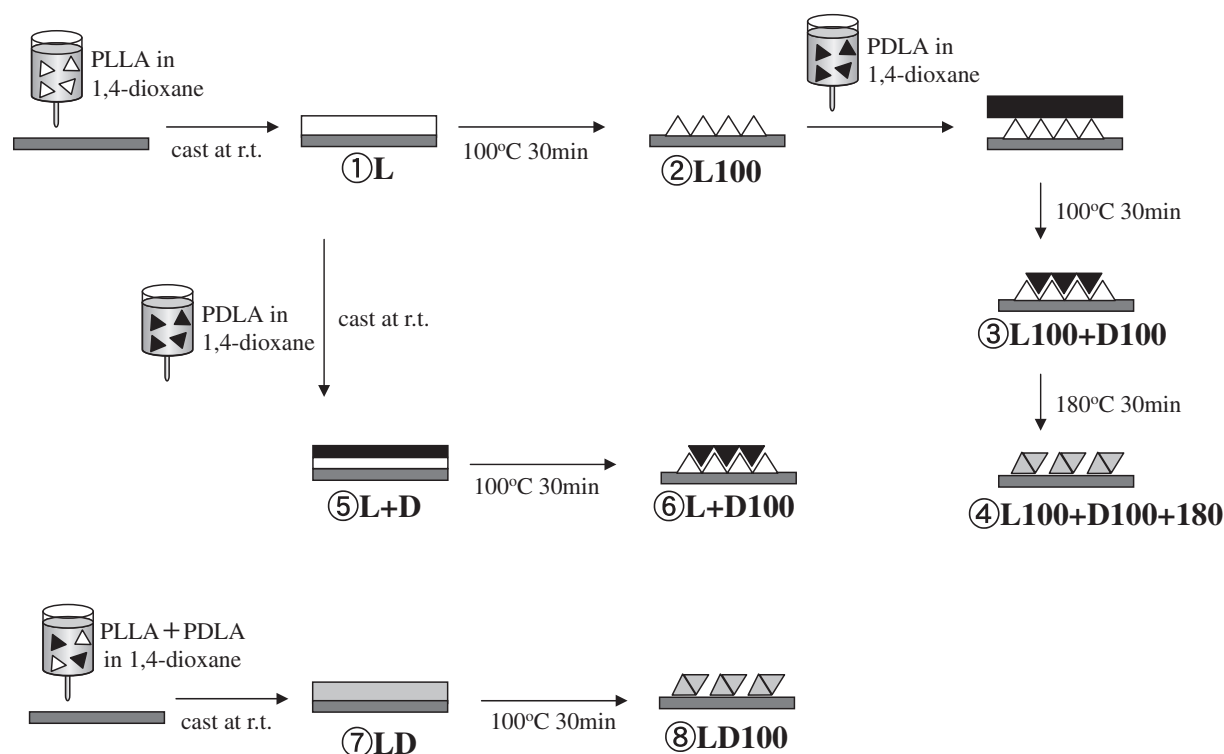 PLLA in
1,4-dioxane
cast at r.t.
①L
100°C 30min
②L100
PDLA in
1,4-dioxane
100°C 30min
③L100+D100
180°C 30min
④L100+D100+180
PDLA in
1,4-dioxane
cast at r.t.
⑤L+D
100°C 30min
⑥L+D100
PLLA+PDLA
in 1,4-dioxane
cast at r.t.
⑦LD
100°C 30min
⑧LD100